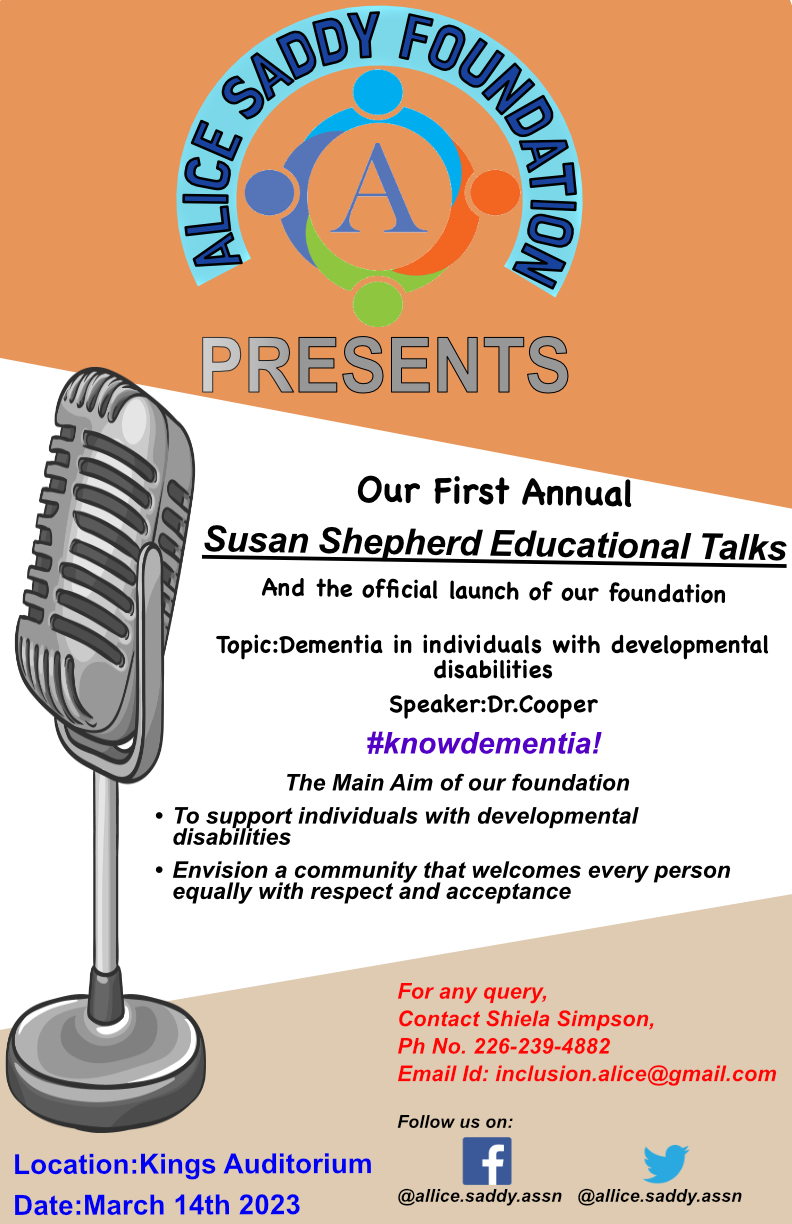 ALICE SADDY FOUNDATION
A
PRESENTS
Our First Annual
Susan Shepherd Educational Talks
And the official launch of our foundation
Topic:Dementia in individuals with developmental
disabilities
Speaker:Dr.Cooper
#knowdementia!
The Main Aim of our foundation
• To support individuals with developmental
disabilities
• Envision a community that welcomes every person
equally with respect and acceptance
For any query,
Contact Shiela Simpson,
Ph No. 226-239-4882
Email Id: inclusion.alice@gmail.com
Follow us on:
f
@allice.saddy.assn @allice.saddy.assn
Location:Kings Auditorium
Date:March 14th 2023